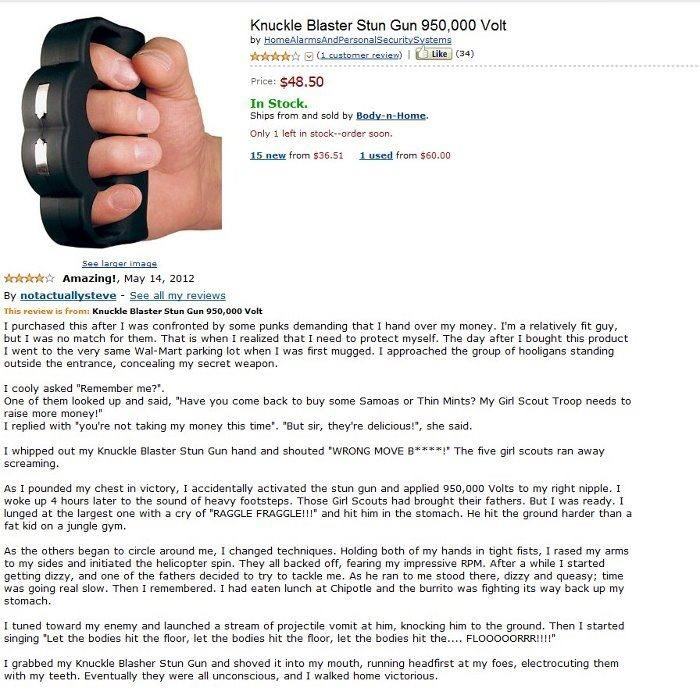 Knuckle Blaster Stun Gun 950,000 Volt
by HomeAlarmsAndPersonalSecuritySystems
(1 customer review) | Like (34)
Price: $48.50
In Stock.
Ships from and sold by Body-n-Home.
Only 1 left in stock--order soon.
15 new from $36.51 1 used from $60.00
See larger image
Amazing!, May 14, 2012
By notactuallysteve - See all my reviews
This review is from: Knuckle Blaster Stun Gun 950,000 Volt
I purchased this after I was confronted by some punks demanding that I hand over my money. I'm a relatively fit guy,
but I was no match for them. That is when I realized that I need to protect myself. The day after I bought this product
I went to the very same Wal-Mart parking lot when I was first mugged. I approached the group of hooligans standing
outside the entrance, concealing my secret weapon.
I cooly asked "Remember me?".
One of them looked up and said, "Have you come back to buy some Samoas or Thin Mints? My Girl Scout Troop needs to
raise more money!"
I replied with "you're not taking my money this time". "But sir, they're delicious!", she said.
I whipped out my Knuckle Blaster Stun Gun hand and shouted "WRONG MOVE B****!" The five girl scouts ran away
screaming.
As I pounded my chest in victory, I accidentally activated the stun gun and applied 950,000 Volts to my right nipple. I
woke up 4 hours later to the sound of heavy footsteps. Those Girl Scouts had brought their fathers. But I was ready. I
lunged at the largest one with a cry of "RAGGLE FRAGGLE!!!" and hit him in the stomach. He hit the ground harder than a
fat kid on a jungle gym.
As the others began to circle around me, I changed techniques. Holding both of my hands in tight fists, I rased my arms
to my sides and initiated the helicopter spin. They all backed off, fearing my impressive RPM. After a while I started
getting dizzy, and one of the fathers decided to try to tackle me. As he ran to me stood there, dizzy and queasy; time
was going real slow. Then I remembered. I had eaten lunch at Chipotle and the burrito was fighting its way back up my
stomach.
I tuned toward my enemy and launched a stream of projectile vomit at him, knocking him to the ground. Then I started
singing "Let the bodies hit the floor, let the bodies hit the floor, let the bodies hit the.... FLOOOOORRR!!!!"
I grabbed my Knuckle Blasher Stun Gun and shoved it into my mouth, running headfirst at my foes, electrocuting them
with my teeth. Eventually they were all unconscious, and I walked home victorious.